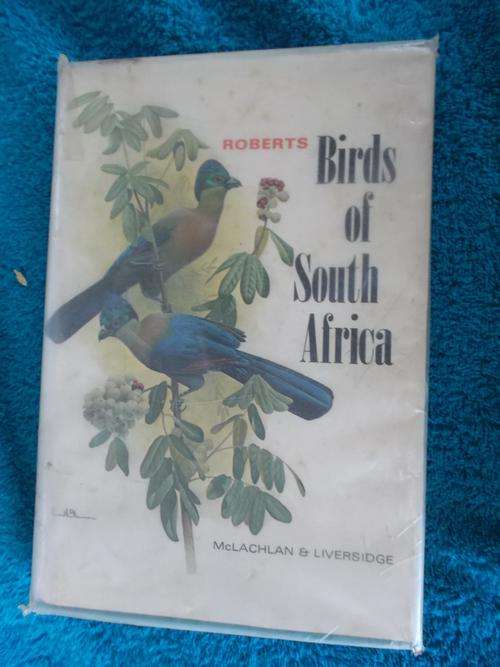 ROBERTS Birds
of
South
Africa
McLACHLAN & LIVERSIDGE